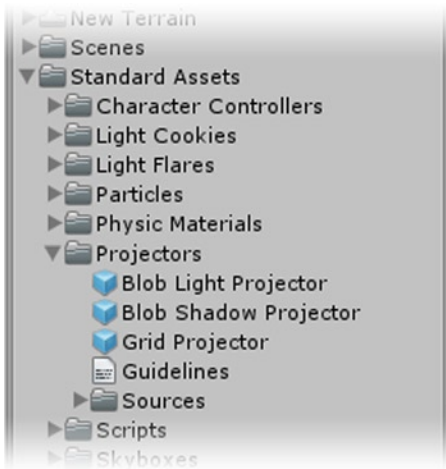 New Terrain
Scenes
Standard Assets
Character Controllers
Light Cookies
Light Flares
Particles
Physic Materials
Projectors
Blob Light Projector
Blob Shadow Projector
Grid Projector
Guidelines
Sources
Scripts
Skyboxes